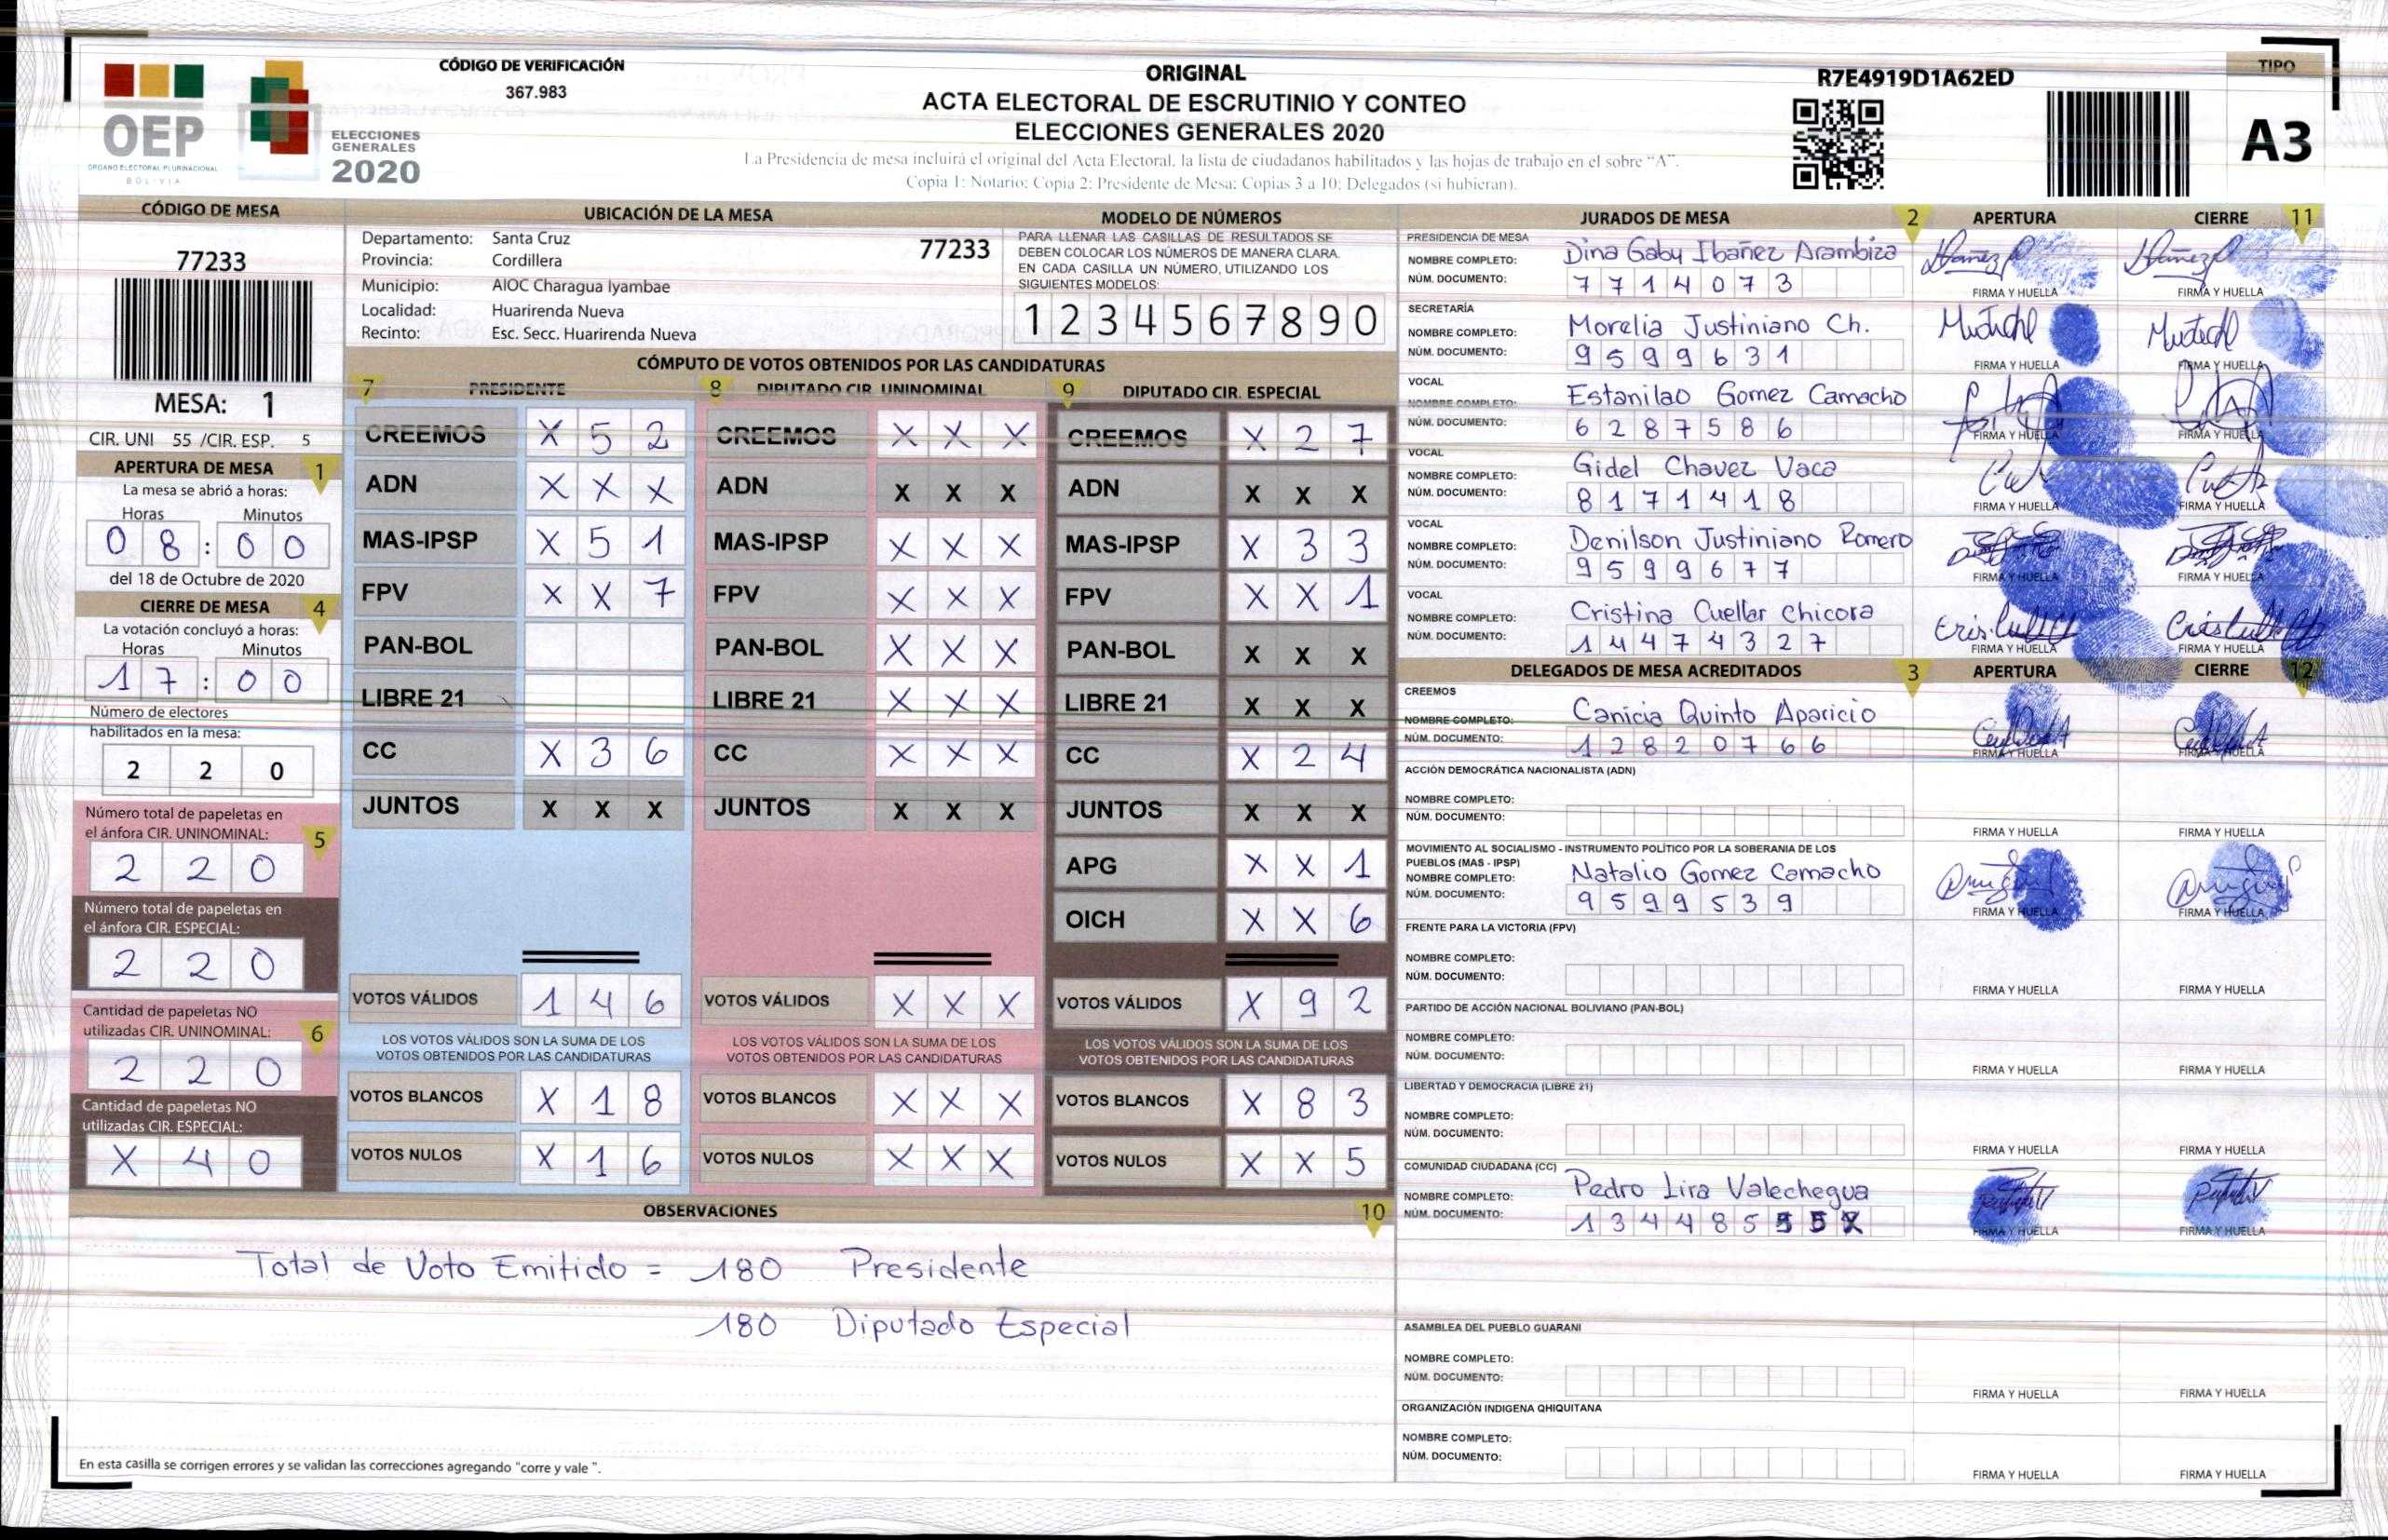 CÓDIGO DE VERIFICACIÓN
367.983
OEP
ÓRGANO ELECTORAL PLURINACIONAL
BOLIVIA
ELECCIONES
GENERALES
2020
ORIGINAL
ACTA ELECTORAL DE ESCRUTINIO Y CONTEO
ELECCIONES GENERALES 2020
La Presidencia de mesa incluirá el original del Acta Electoral, la lista de ciudadanos habilitados y las hojas de trabajo en el sobre “A”.
Copia 1: Notario; Copia 2: Presidente de Mesa; Copias 3 a 10: Delegados (si hubieran).
R7E4919D1A62ED
TIPO
A3
CÓDIGO DE MESA
77233
MESA: 1
CIR. UNI 55 /CIR. ESP. 5
APERTURA DE MESA 1
La mesa se abrió a horas:
Horas Minutos
0 8 : 0 0
del 18 de Octubre de 2020
CIERRE DE MESA 4
La votación concluyó a horas:
Horas Minutos
1 7 : 0 0
Número de electores
habilitados en la mesa:
2 2 0
Número total de papeletas en
el ánfora CIR. UNINOMINAL: 5
2 2 0
Número total de papeletas en
el ánfora CIR. ESPECIAL:
2 2 0
Cantidad de papeletas NO
utilizadas CIR. UNINOMINAL: 6
2 2 0
Cantidad de papeletas NO
utilizadas CIR. ESPECIAL:
X 4 0
UBICACIÓN DE LA MESA
Departamento: Santa Cruz 77233
Provincia: Cordillera
Municipio: AIOC Charagua Iyambae
Localidad: Huarirenda Nueva
Recinto: Esc. Secc. Huarirenda Nueva
MODELO DE NÚMEROS
PARA LLENAR LAS CASILLAS DE RESULTADOS SE
DEBEN COLOCAR LOS NÚMEROS DE MANERA CLARA.
EN CADA CASILLA UN NÚMERO, UTILIZANDO LOS
SIGUIENTES MODELOS:
1 2 3 4 5 6 7 8 9 0
CÓMPUTO DE VOTOS OBTENIDOS POR LAS CANDIDATURAS
7 PRESIDENTE
CREEMOS X 5 2
ADN X X X
MAS-IPSP X 5 1
FPV X X 7
PAN-BOL
LIBRE 21
CC X 3 6
JUNTOS X X X
VOTOS VÁLIDOS 1 4 6
LOS VOTOS VÁLIDOS SON LA SUMA DE LOS
VOTOS OBTENIDOS POR LAS CANDIDATURAS
VOTOS BLANCOS X 1 8
VOTOS NULOS X 1 6
8 DIPUTADO CIR. UNINOMINAL
CREEMOS X X X
ADN X X X
MAS-IPSP X X X
FPV X X X
PAN-BOL X X X
LIBRE 21 X X X
CC X X X
JUNTOS X X X
VOTOS VÁLIDOS X X X
LOS VOTOS VÁLIDOS SON LA SUMA DE LOS
VOTOS OBTENIDOS POR LAS CANDIDATURAS
VOTOS BLANCOS X X X
VOTOS NULOS X X X
9 DIPUTADO CIR. ESPECIAL
CREEMOS X 2 7
ADN X X X
MAS-IPSP X 3 3
FPV X X 1
PAN-BOL X X X
LIBRE 21 X X X
CC X 2 4
JUNTOS X X X
APG X X 1
OICH X X 6
VOTOS VÁLIDOS X 9 2
LOS VOTOS VÁLIDOS SON LA SUMA DE LOS
VOTOS OBTENIDOS POR LAS CANDIDATURAS
VOTOS BLANCOS X 8 3
VOTOS NULOS X X 5
OBSERVACIONES 10
Total de Voto Emitido = 180 Presidente
180 Diputado Especial
En esta casilla se corrigen errores y se validan las correcciones agregando "corre y vale ".
JURADOS DE MESA 2 APERTURA CIERRE 11
PRESIDENCIA DE MESA
NOMBRE COMPLETO: Dina Gaby Ibañez Arambiza
NÚM. DOCUMENTO: 7 7 1 4 0 7 3
FIRMA Y HUELLA FIRMA Y HUELLA
SECRETARÍA
NOMBRE COMPLETO: Morelia Justiniano Ch.
NÚM. DOCUMENTO: 9 5 9 9 6 3 1
FIRMA Y HUELLA FIRMA Y HUELLA
VOCAL
NOMBRE COMPLETO: Estanilao Gomez Camacho
NÚM. DOCUMENTO: 6 2 8 7 5 8 6
FIRMA Y HUELLA FIRMA Y HUELLA
VOCAL
NOMBRE COMPLETO: Gidel Chavez Vaca
NÚM. DOCUMENTO: 8 1 7 1 4 1 8
FIRMA Y HUELLA FIRMA Y HUELLA
VOCAL
NOMBRE COMPLETO: Denilson Justiniano Romero
NÚM. DOCUMENTO: 9 5 9 9 6 7 7
FIRMA Y HUELLA FIRMA Y HUELLA
VOCAL
NOMBRE COMPLETO: Cristina Cuellar Chicora
NÚM. DOCUMENTO: 1 4 4 7 4 3 2 7
FIRMA Y HUELLA FIRMA Y HUELLA
DELEGADOS DE MESA ACREDITADOS 3 APERTURA CIERRE 12
CREEMOS
NOMBRE COMPLETO: Canicia Quinto Aparicio
NÚM. DOCUMENTO: 1 2 8 2 0 7 6 6
FIRMA Y HUELLA FIRMA Y HUELLA
ACCIÓN DEMOCRÁTICA NACIONALISTA (ADN)
NOMBRE COMPLETO:
NÚM. DOCUMENTO:
FIRMA Y HUELLA FIRMA Y HUELLA
MOVIMIENTO AL SOCIALISMO - INSTRUMENTO POLÍTICO POR LA SOBERANIA DE LOS
PUEBLOS (MAS - IPSP)
NOMBRE COMPLETO: Natalio Gomez Camacho
NÚM. DOCUMENTO: 9 5 9 9 5 3 9
FIRMA Y HUELLA FIRMA Y HUELLA
FRENTE PARA LA VICTORIA (FPV)
NOMBRE COMPLETO:
NÚM. DOCUMENTO:
FIRMA Y HUELLA FIRMA Y HUELLA
PARTIDO DE ACCIÓN NACIONAL BOLIVIANO (PAN-BOL)
NOMBRE COMPLETO:
NÚM. DOCUMENTO:
FIRMA Y HUELLA FIRMA Y HUELLA
LIBERTAD Y DEMOCRACIA (LIBRE 21)
NOMBRE COMPLETO:
NÚM. DOCUMENTO:
FIRMA Y HUELLA FIRMA Y HUELLA
COMUNIDAD CIUDADANA (CC)
NOMBRE COMPLETO: Pedro Lira Valechegua
NÚM. DOCUMENTO: 1 3 4 4 8 5 5 5 X
FIRMA Y HUELLA FIRMA Y HUELLA
ASAMBLEA DEL PUEBLO GUARANI
NOMBRE COMPLETO:
NÚM. DOCUMENTO:
FIRMA Y HUELLA FIRMA Y HUELLA
ORGANIZACIÓN INDIGENA QHIQUITANA
NOMBRE COMPLETO:
NÚM. DOCUMENTO:
FIRMA Y HUELLA FIRMA Y HUELLA